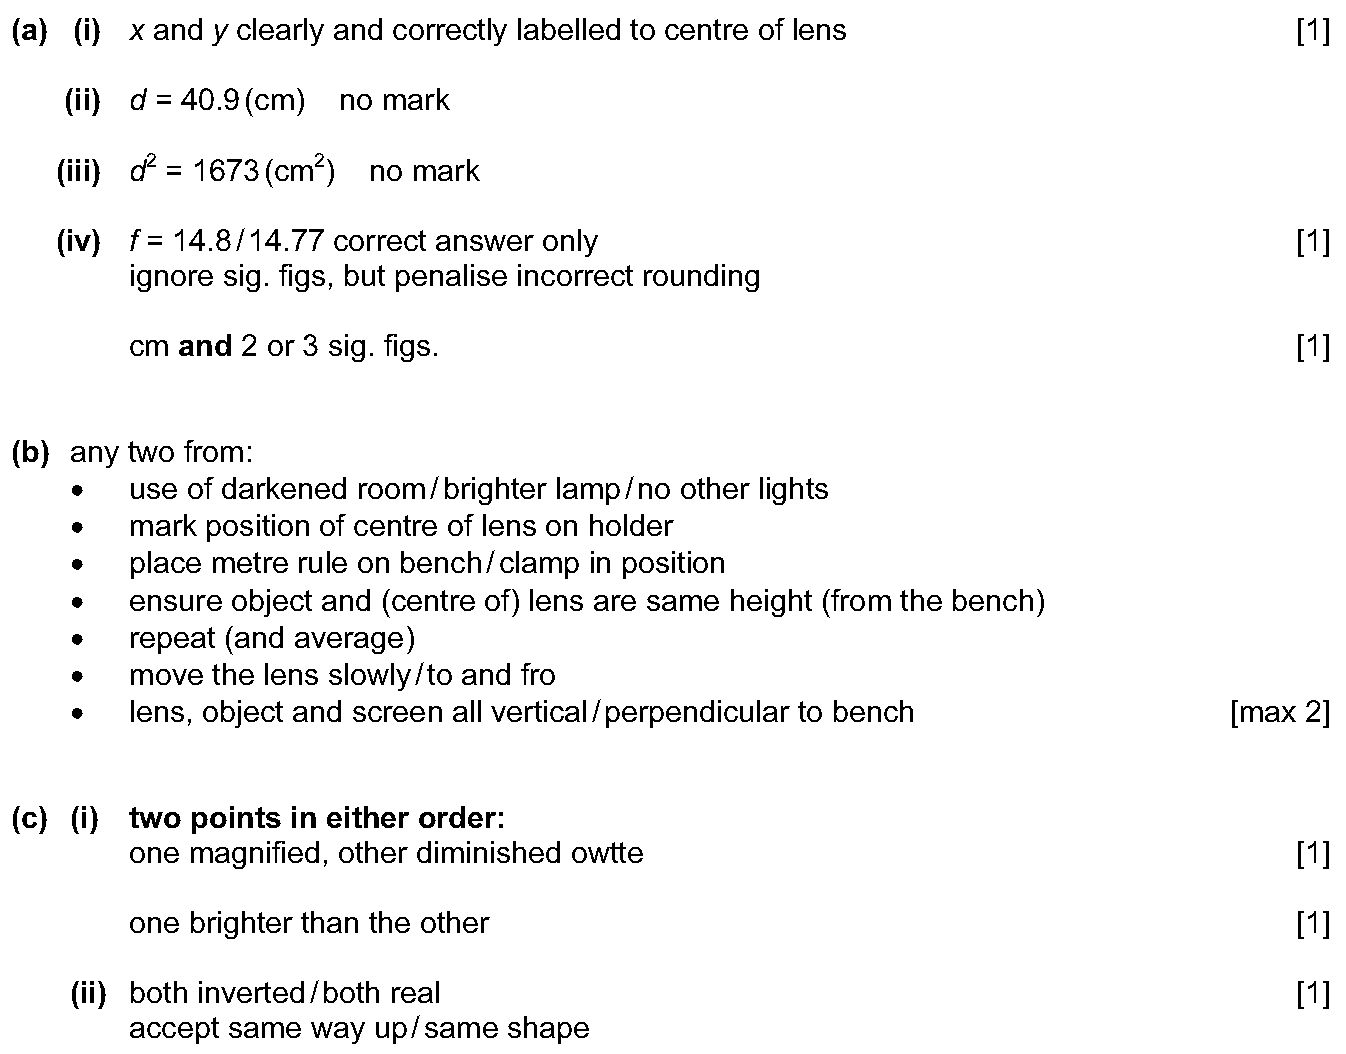 (a) (i) x and y clearly and correctly labelled to centre of lens [1]
(ii) d = 40.9 (cm) no mark
(iii) d² = 1673 (cm²) no mark
(iv) f = 14.8 / 14.77 correct answer only [1]
ignore sig. figs, but penalise incorrect rounding
cm and 2 or 3 sig. figs. [1]
(b) any two from:
• use of darkened room / brighter lamp / no other lights
• mark position of centre of lens on holder
• place metre rule on bench / clamp in position
• ensure object and (centre of) lens are same height (from the bench)
• repeat (and average)
• move the lens slowly / to and fro
• lens, object and screen all vertical / perpendicular to bench [max 2]
(c) (i) two points in either order:
one magnified, other diminished owtte [1]
one brighter than the other [1]
(ii) both inverted / both real [1]
accept same way up / same shape